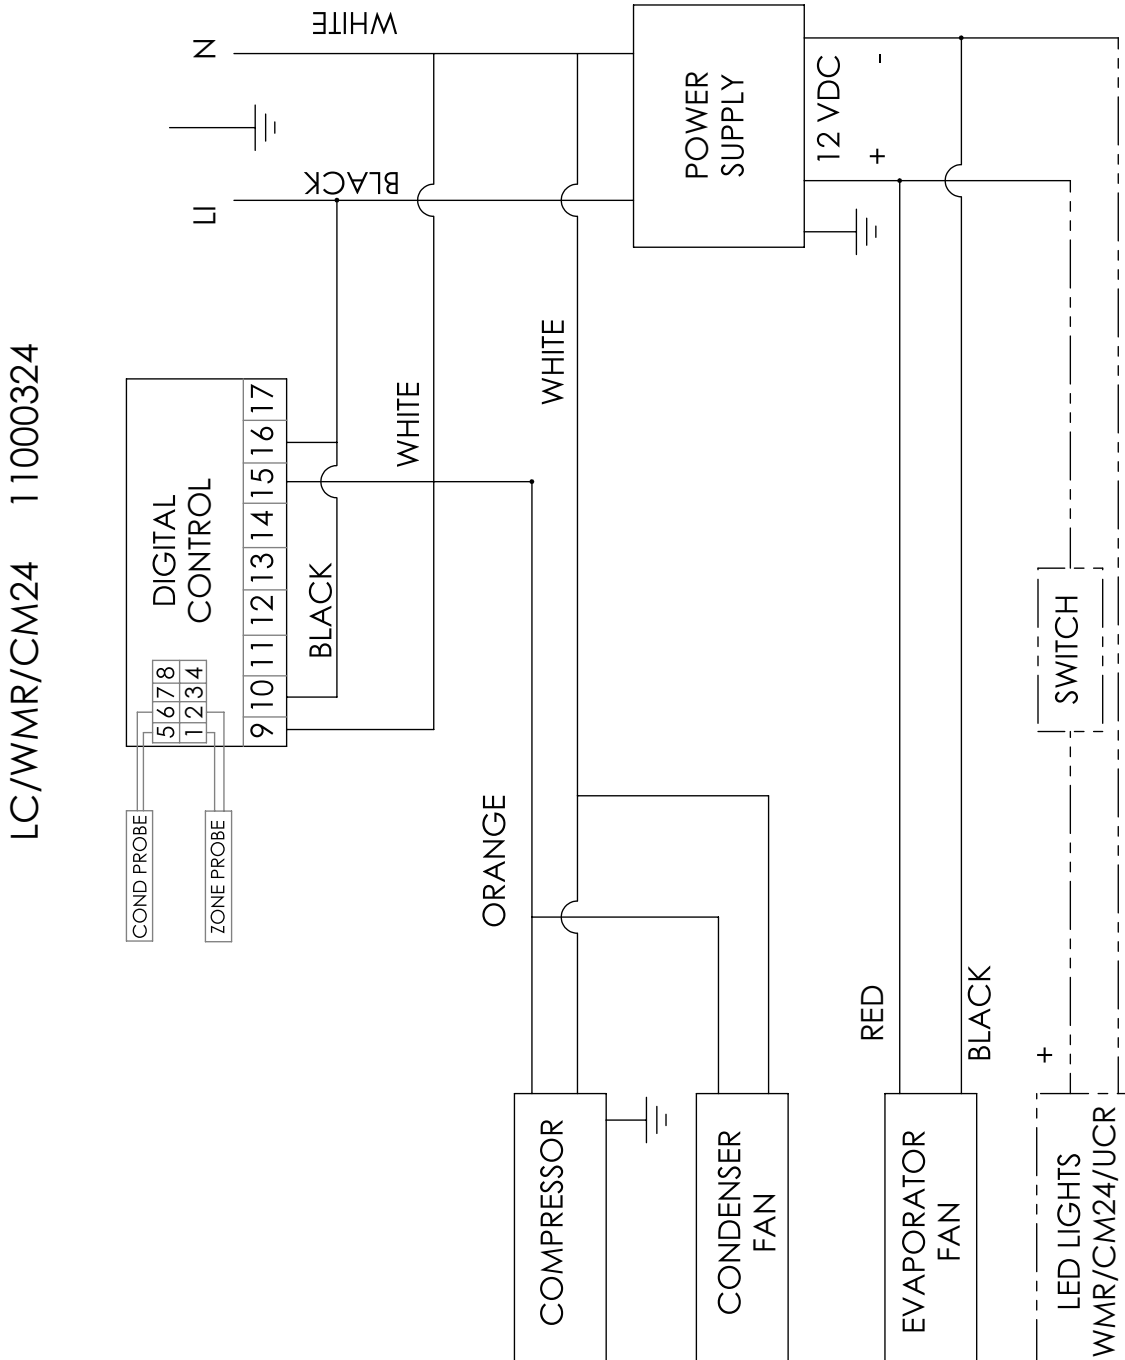 LC/WMR/CM24 11000324
COND PROBE
ZONE PROBE
5 6 7 8
1 2 3 4
DIGITAL
CONTROL
9 10 11 12 13 14 15 16 17
LI
N
BLACK
WHITE
BLACK
WHITE
WHITE
ORANGE
POWER
SUPPLY
12 VDC
+ -
COMPRESSOR
CONDENSER
FAN
RED
BLACK
EVAPORATOR
FAN
SWITCH
+
LED LIGHTS
WMR/CM24/UCR